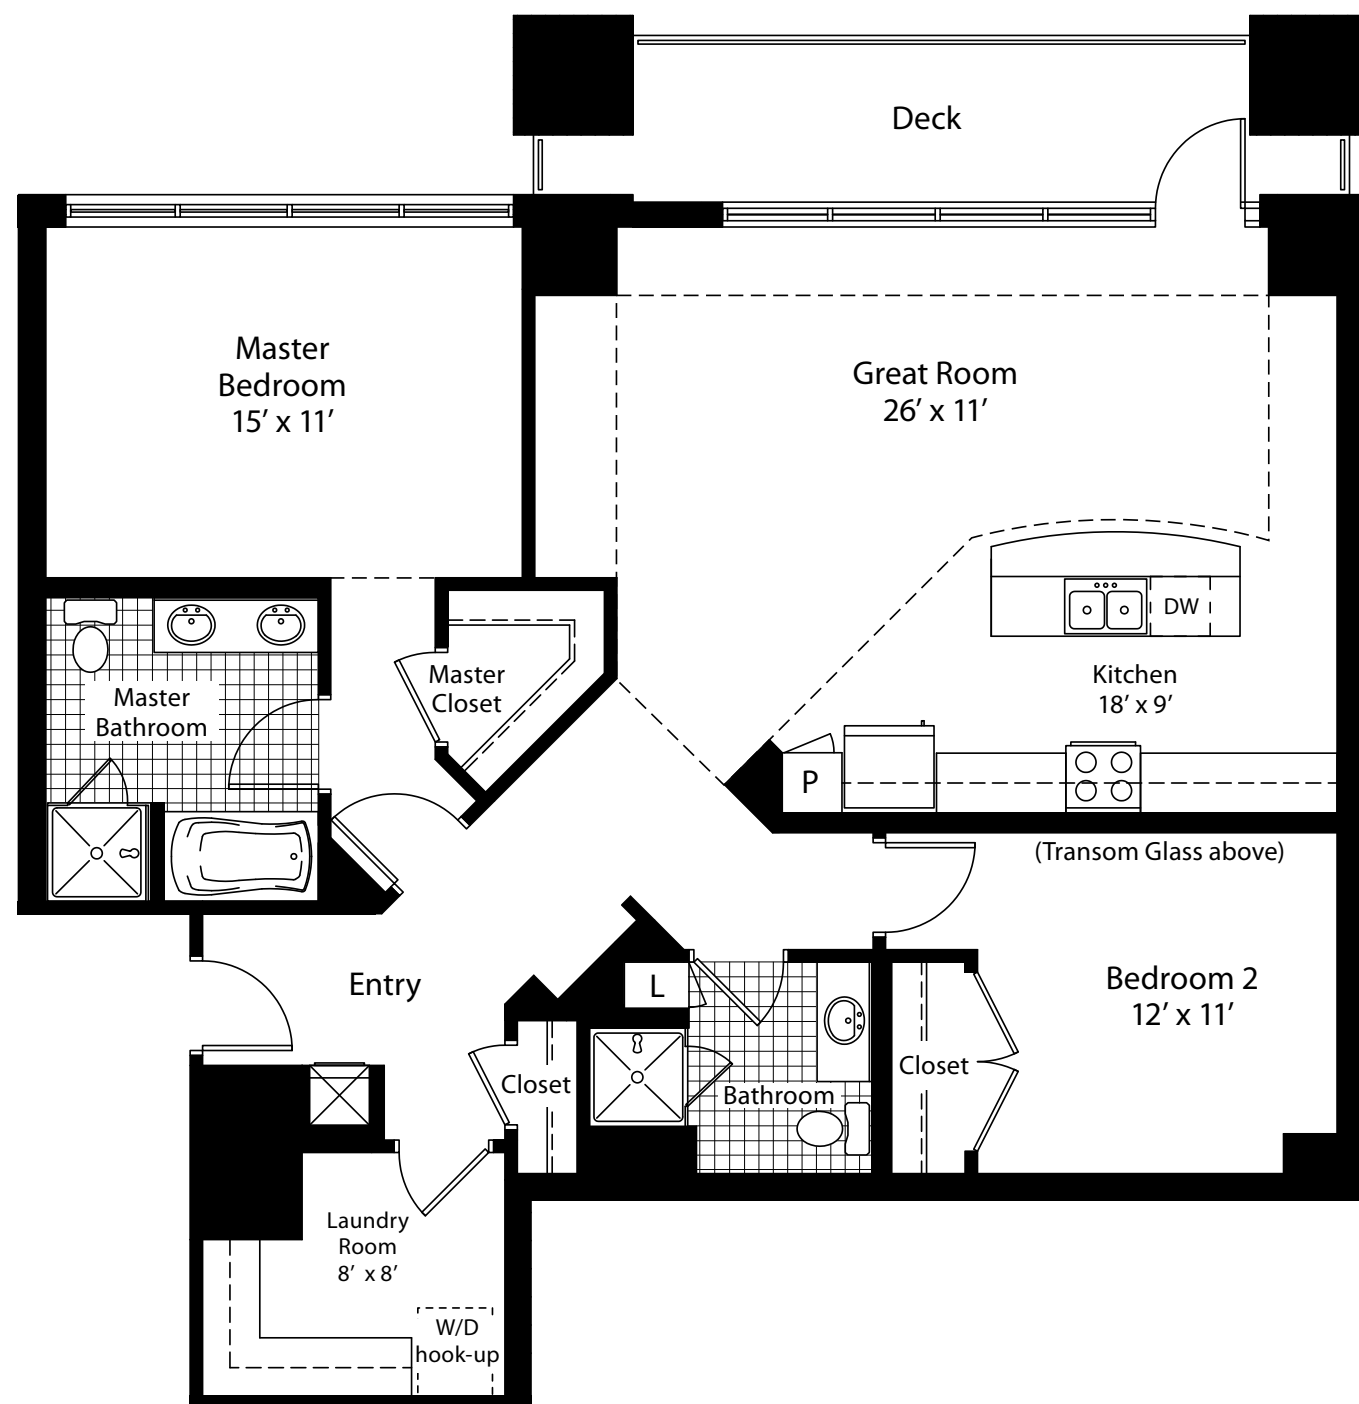 Deck
Master
Bedroom
15’ x 11’
Great Room
26’ x 11’
DW
Kitchen
18’ x 9’
Master
Closet
Master
Bathroom
P
(Transom Glass above)
Entry
L
Bedroom 2
12’ x 11’
Closet
Closet
Bathroom
Laundry
Room
8’ x 8’
W/D
hook-up